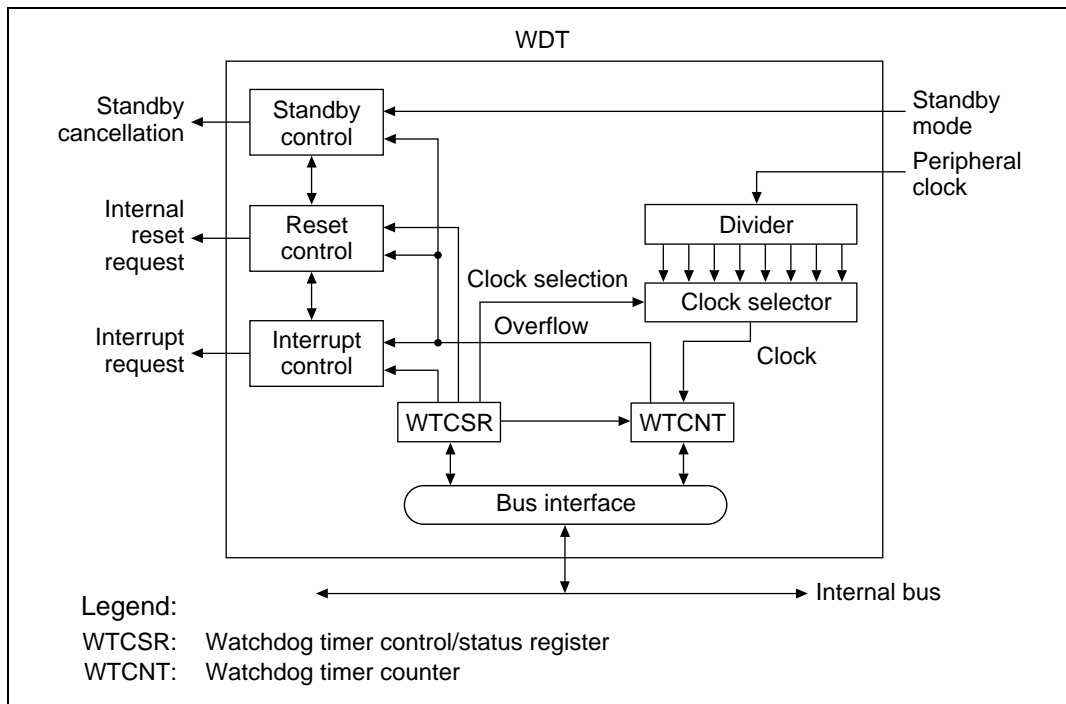 WDT
Standby
cancellation
Standby
control
Standby
mode
Peripheral
clock
Internal
reset
request
Reset
control
Divider
Clock selection
Clock selector
Interrupt
request
Interrupt
control
Overflow
Clock
WTCSR
WTCNT
Bus interface
Internal bus
Legend:
WTCSR: Watchdog timer control/status register
WTCNT: Watchdog timer counter